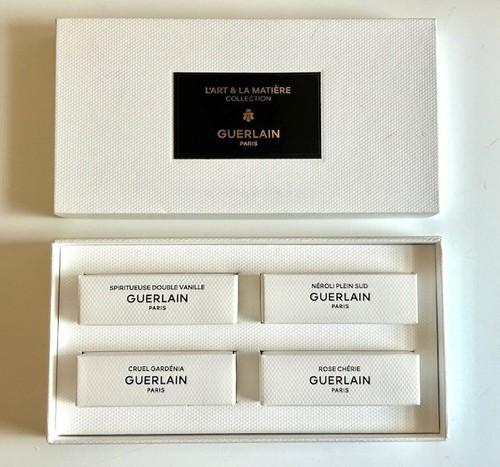 L'ART & LA MATIÈRE
COLLECTION
GUERLAIN
PARIS
SPIRITUEUSE DOUBLE VANILLE
GUERLAIN
PARIS
NÉROLI PLEIN SUD
GUERLAIN
PARIS
CRUEL GARDÉNIA
GUERLAIN
PARIS
ROSE CHÉRIE
GUERLAIN
PARIS